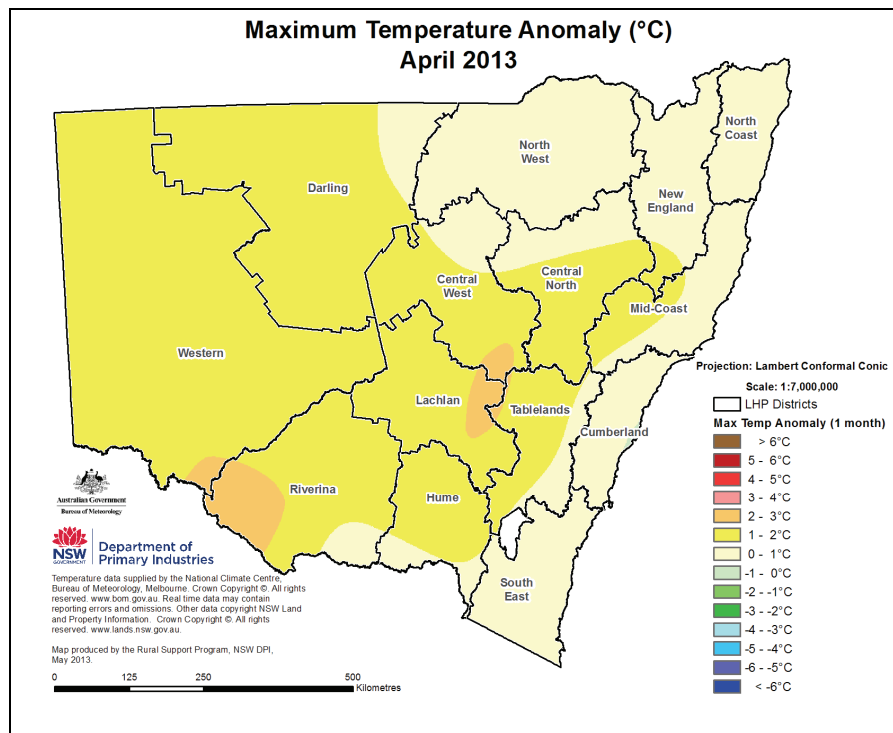 Maximum Temperature Anomaly (°C)
April 2013
North
Coast
North
West
Darling
New
England
Central
West
Central
North
Mid-Coast
Western
Lachlan
Tablelands
Cumberland
Riverina
Hume
South
East
Projection: Lambert Conformal Conic
Scale: 1:7,000,000
LHP Districts
Max Temp Anomaly (1 month)
> 6°C
5 - 6°C
4 - 5°C
3 - 4°C
2 - 3°C
1 - 2°C
0 - 1°C
-1 - 0°C
-2 - -1°C
-3 - -2°C
-4 - -3°C
-5 - -4°C
-6 - -5°C
< -6°C
Australian Government
Bureau of Meteorology
NSW
GOVERNMENT
Department of
Primary Industries
Temperature data supplied by the National Climate Centre,
Bureau of Meteorology, Melbourne. Crown Copyright ©. All rights
reserved. www.bom.gov.au. Real time data may contain
reporting errors and omissions. Other data copyright NSW Land
and Property Information.  Crown Copyright ©. All rights
reserved. www.lands.nsw.gov.au.
Map produced by the Rural Support Program, NSW DPI,
May 2013.
0 125 250 500
Kilometres